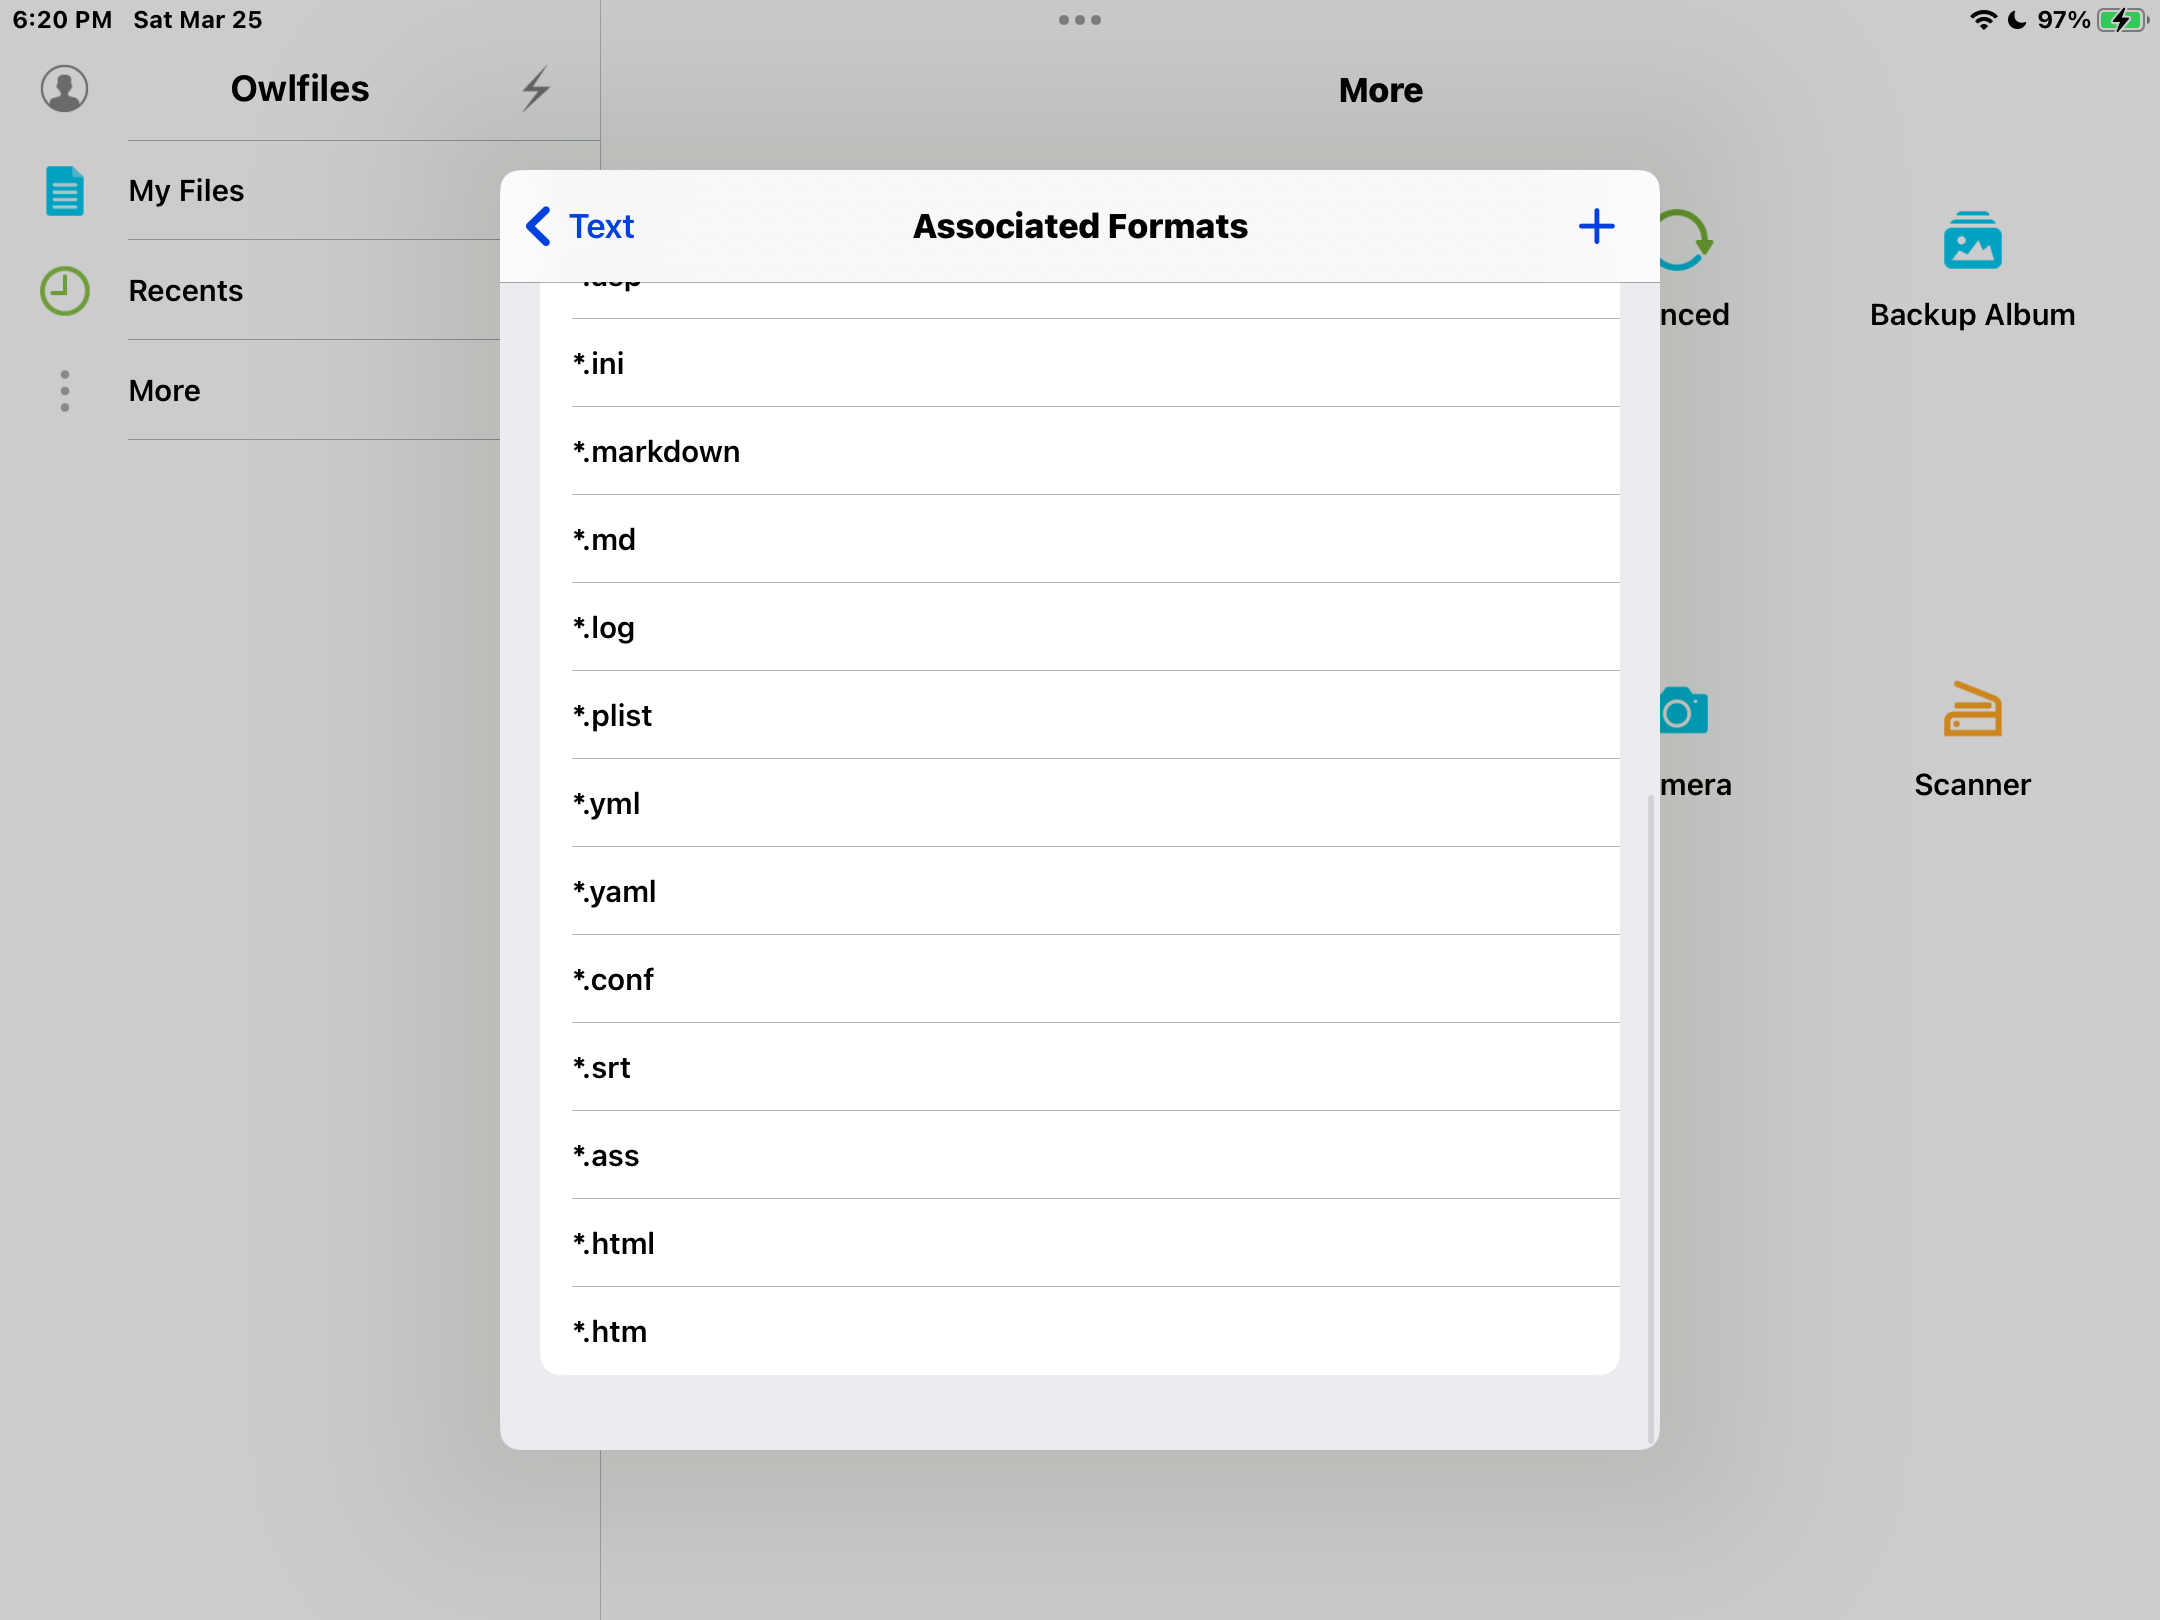 6:20 PM Sat Mar 25
97%
Owlfiles
More
My Files
Recents
More
Text
Associated Formats
*.ini
*.markdown
*.md
*.log
*.plist
*.yml
*.yaml
*.conf
*.srt
*.ass
*.html
*.htm
nced
Backup Album
mera
Scanner